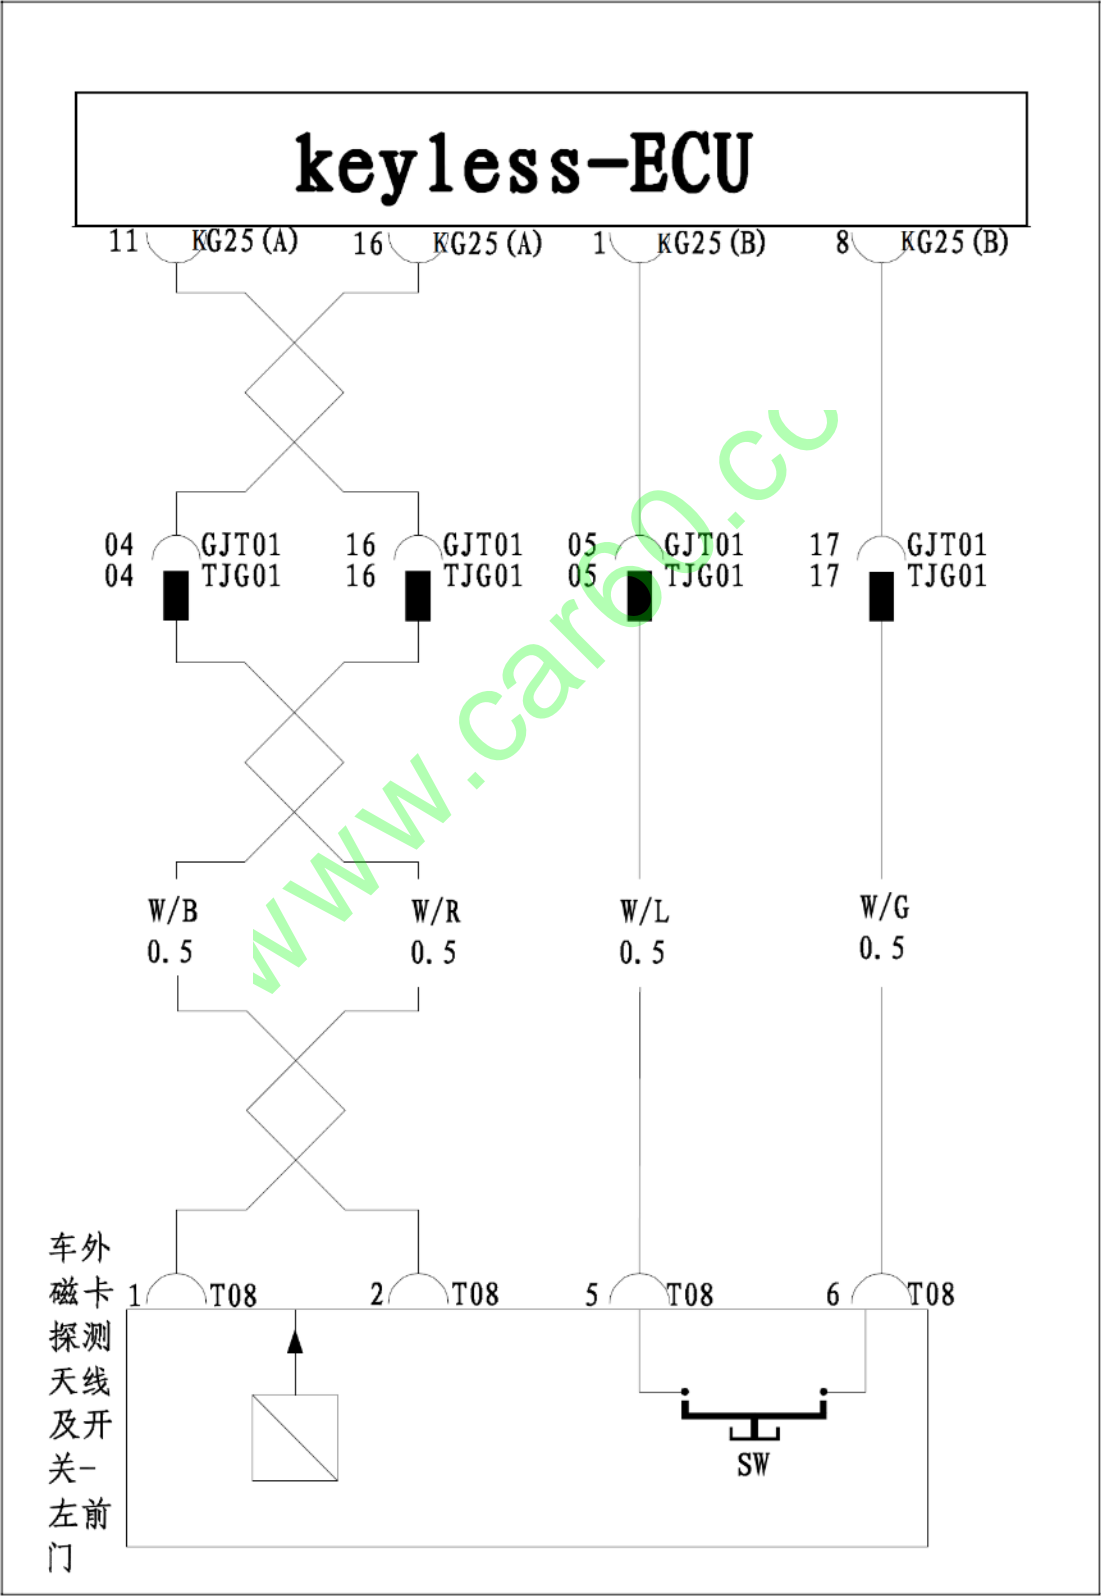 keyless-ECU
11 KG25(A) 16 KG25(A) 1 KG25(B) 8 KG25(B)
04 GJT01 16 GJT01 05 GJT01 17 GJT01
04 TJG01 16 TJG01 05 TJG01 17 TJG01
www.car60.co
W/B W/R W/L W/G
0.5 0.5 0.5 0.5
1 T08 2 T08 5 T08 6 T08
车外
磁卡
探测
天线
及开
关-
左前
门
SW